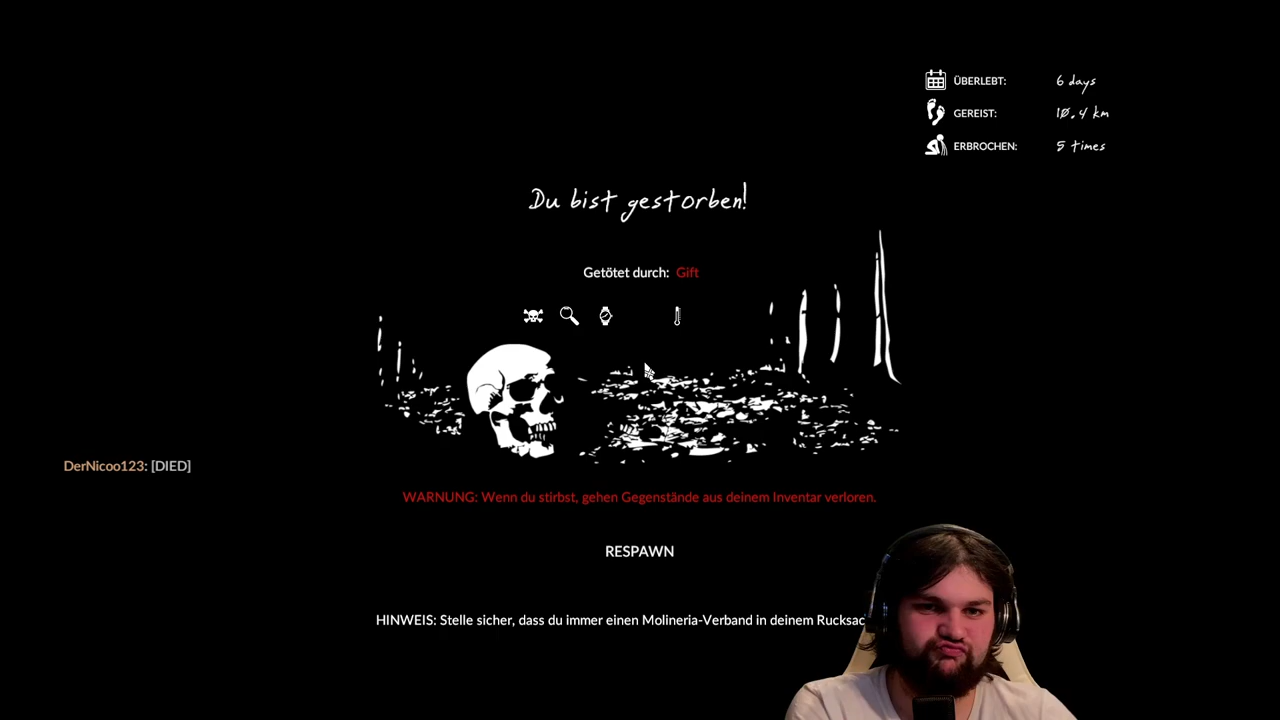 ÜBERLEBT: 6 days
GEREIST: 10.4 km
ERBROCHEN: 5 times
Du bist gestorben!
Getötet durch: Gift
DerNicoo123: [DIED]
WARNUNG: Wenn du stirbst, gehen Gegenstände aus deinem Inventar verloren.
RESPAWN
HINWEIS: Stelle sicher, dass du immer einen Molineria-Verband in deinem